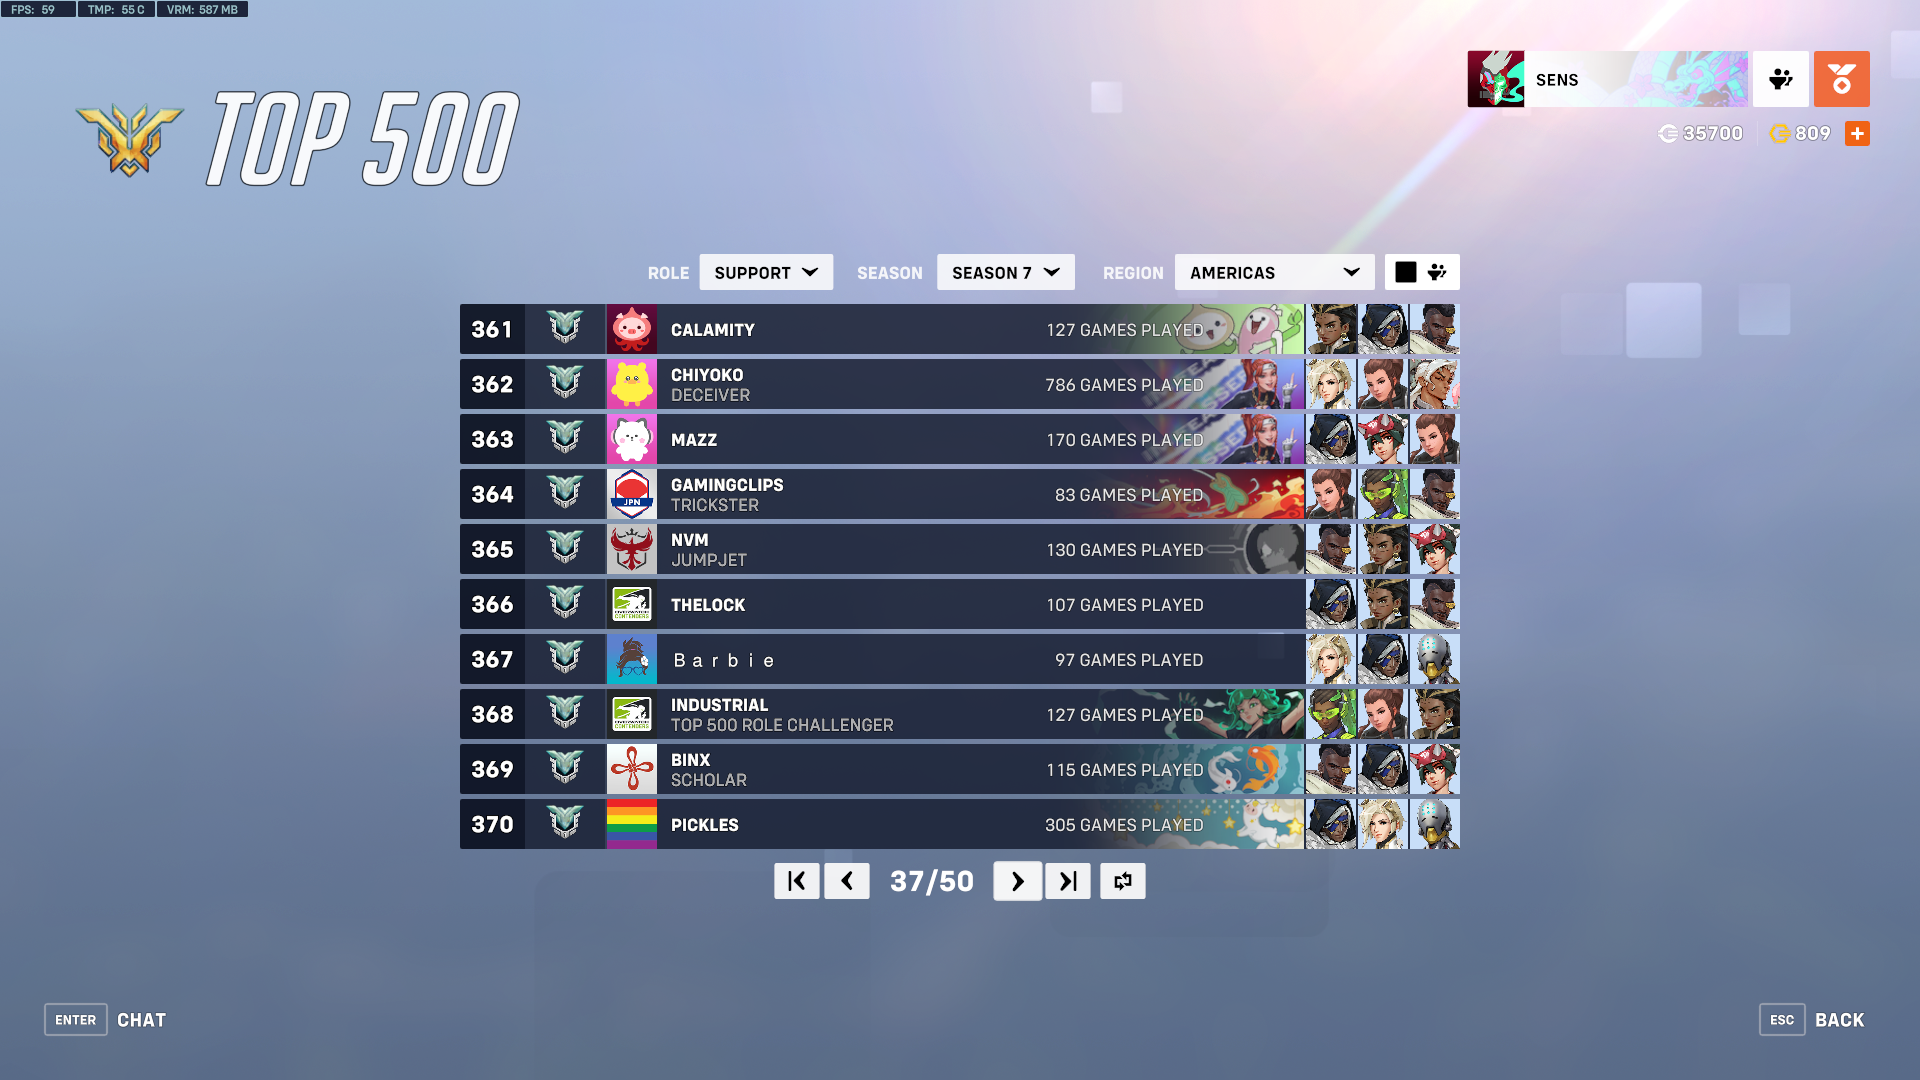 FPS: 59 TMP: 55 C VRM: 587 MB
TOP 500
SENS
35700 809
ROLE SUPPORT SEASON SEASON 7 REGION AMERICAS
361 CALAMITY 127 GAMES PLAYED
362 CHIYOKO 786 GAMES PLAYED
DECEIVER
363 MAZZ 170 GAMES PLAYED
364 GAMINGCLIPS 83 GAMES PLAYED
JPN TRICKSTER
365 NVM 130 GAMES PLAYED
JUMPJET
366 THELOCK 107 GAMES PLAYED
CONTENDERS
367 Barbie 97 GAMES PLAYED
368 INDUSTRIAL 127 GAMES PLAYED
CONTENDERS TOP 500 ROLE CHALLENGER
369 BINX 115 GAMES PLAYED
SCHOLAR
370 PICKLES 305 GAMES PLAYED
37/50
ENTER CHAT
ESC BACK